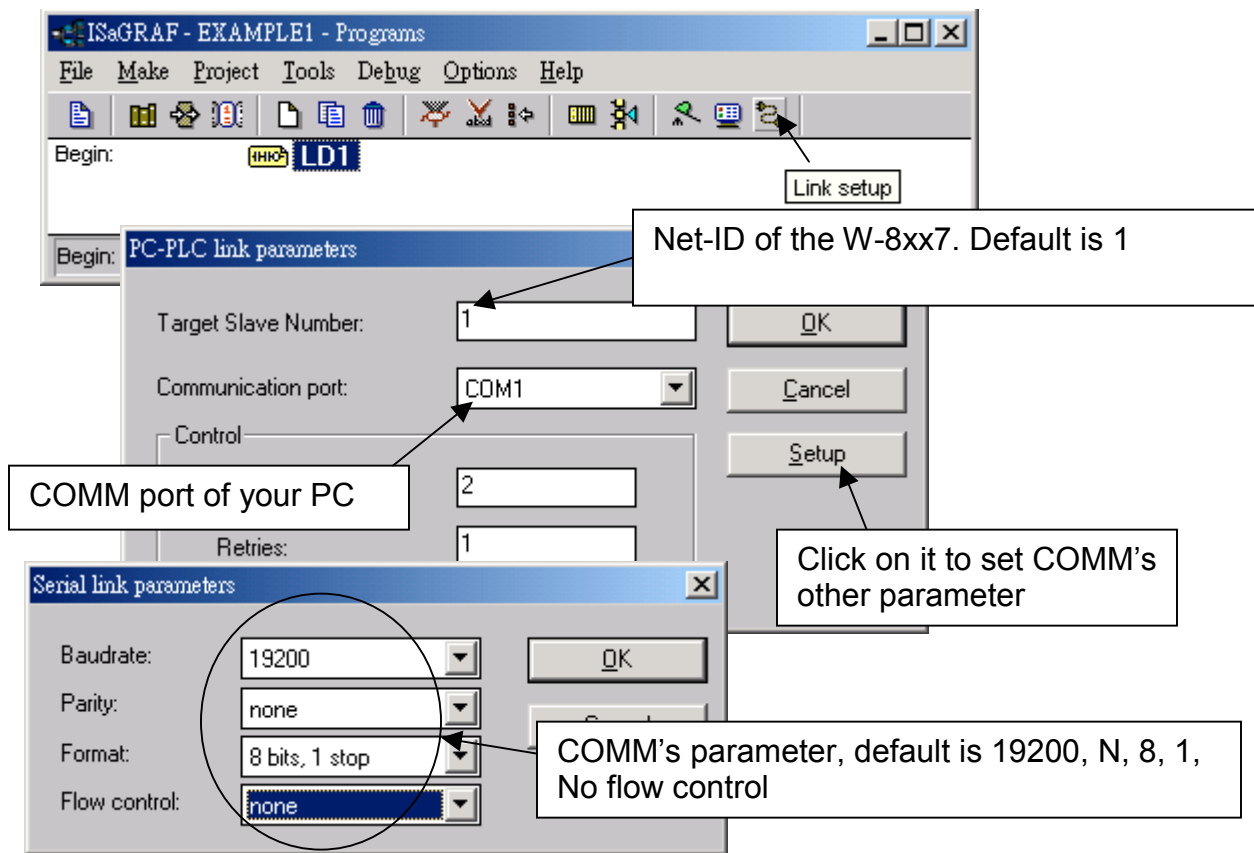 ISaGRAF - EXAMPLE1 - Programs
File Make Project Tools Debug Options Help
Begin:
LD1
Link setup
Begin:
Net-ID of the W-8xx7. Default is 1
PC-PLC link parameters
Target Slave Number:
1
OK
Communication port:
COM1
Cancel
Control
Setup
COMM port of your PC
2
Retries:
1
Click on it to set COMM's
other parameter
Serial link parameters
Baudrate:
19200
OK
Parity:
none
Format:
8 bits, 1 stop
COMM's parameter, default is 19200, N, 8, 1,
No flow control
Flow control:
none